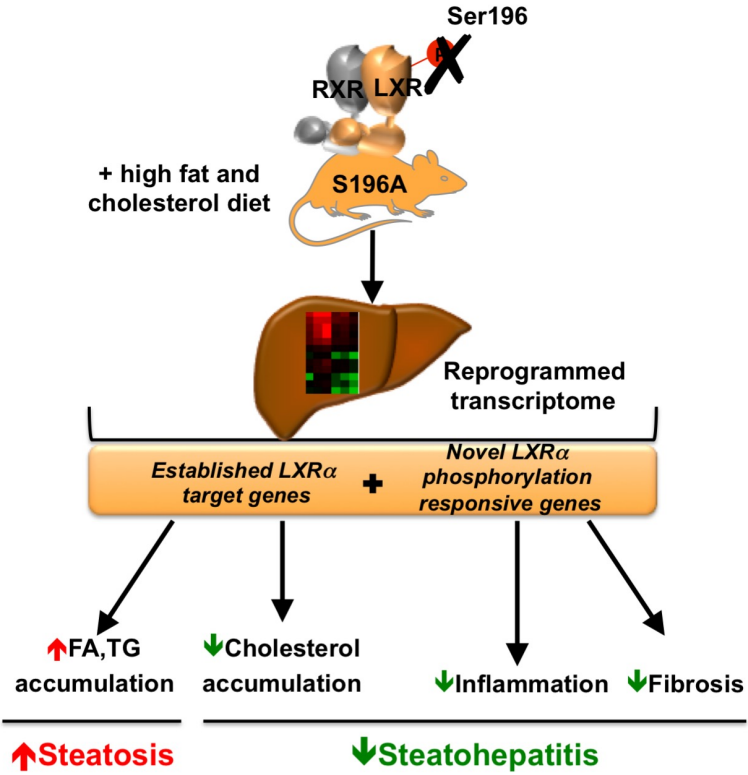 Ser196
P
RXR LXR
+ high fat and
cholesterol diet
S196A
Reprogrammed
transcriptome
Established LXRα
target genes
+
Novel LXRα
phosphorylation
responsive genes
↑FA,TG
accumulation
↓Cholesterol
accumulation
↓Inflammation
↓Fibrosis
↑Steatosis
↓Steatohepatitis